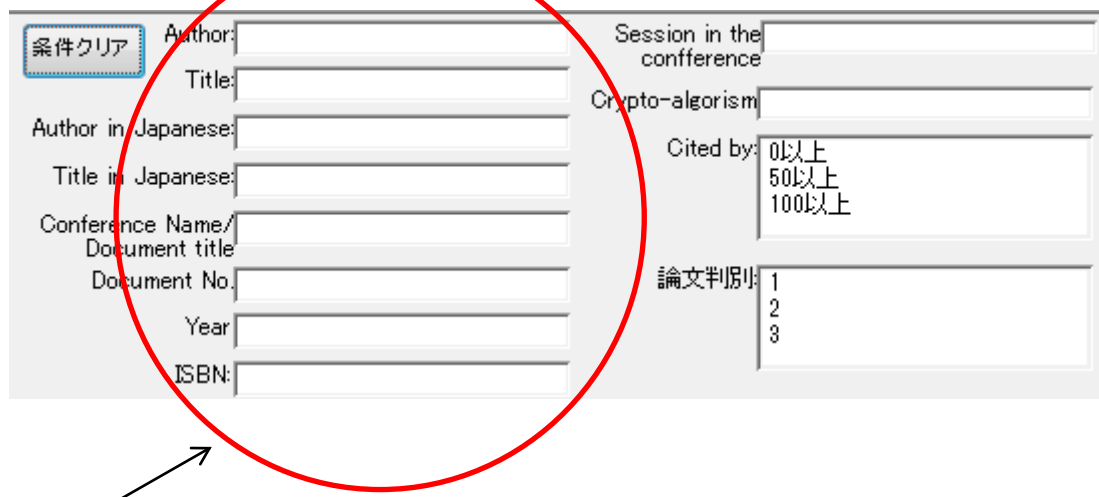 条件クリア
Author:
Title:
Author in Japanese:
Title in Japanese:
Conference Name/
Document title
Document No.
Year
ISBN:
Session in the
confference
Crypto-algorism
Cited by:
0以上
50以上
100以上
論文判別:
1
2
3